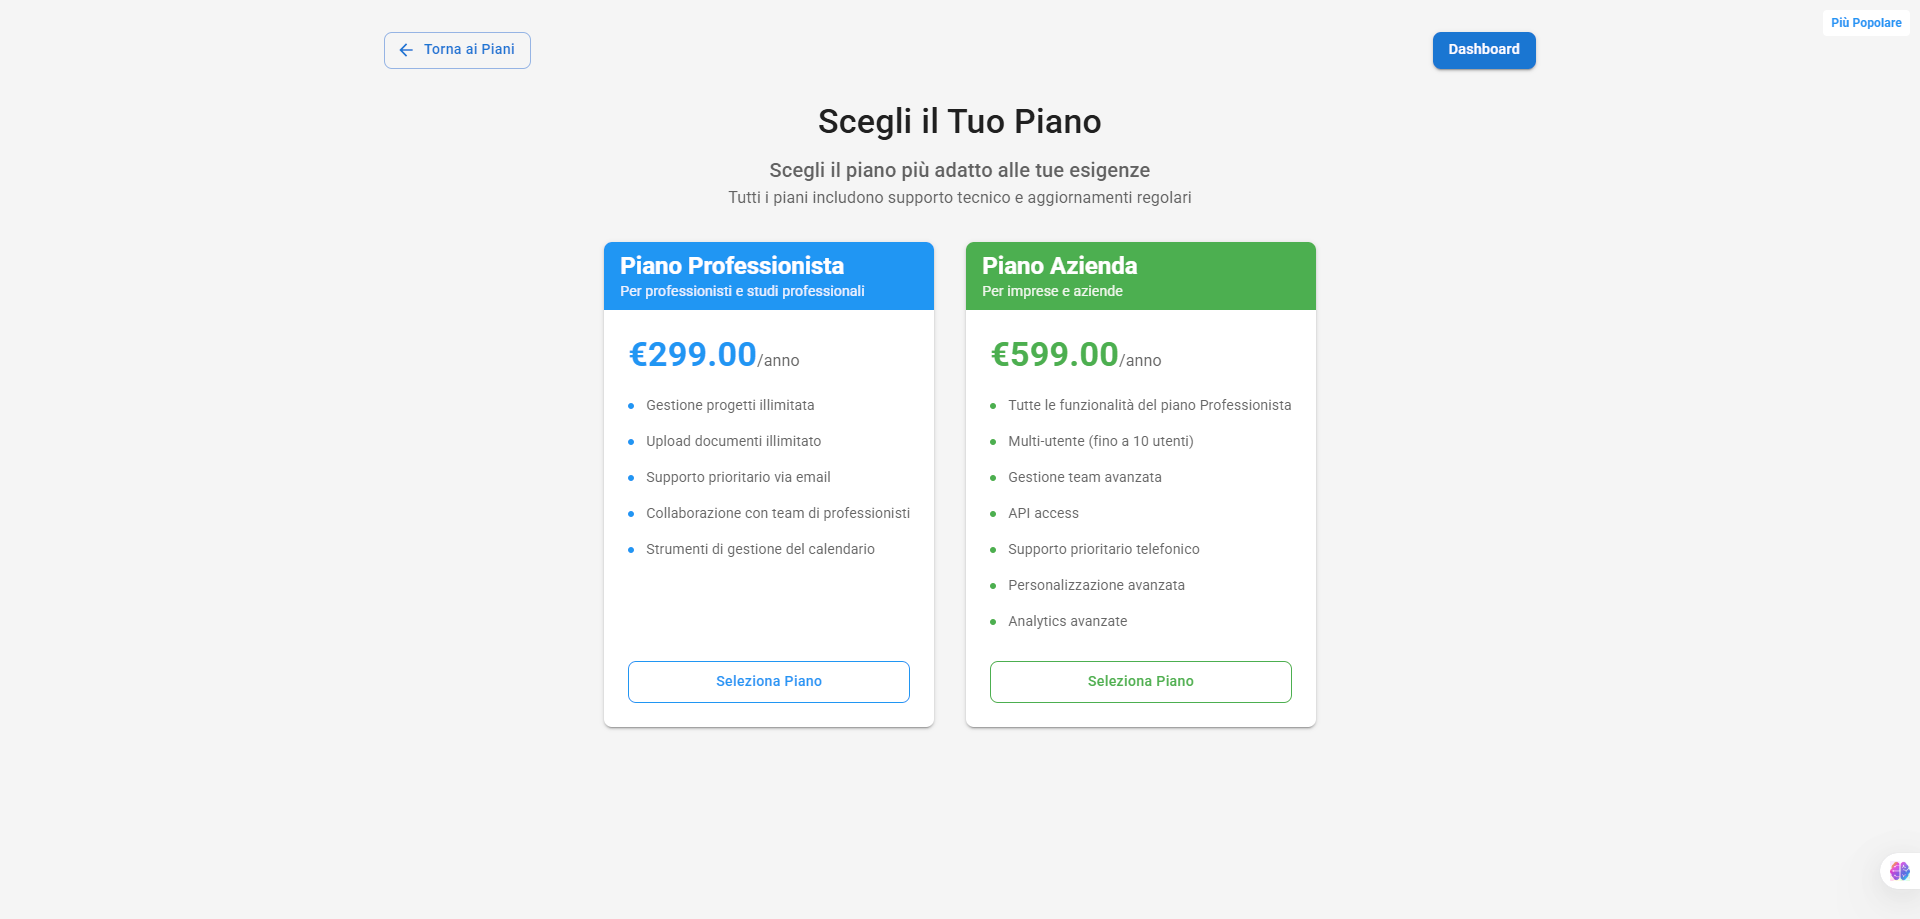 Più Popolare
Torna ai Piani
Dashboard
Scegli il Tuo Piano
Scegli il piano più adatto alle tue esigenze
Tutti i piani includono supporto tecnico e aggiornamenti regolari
Piano Professionista
Per professionisti e studi professionali
€299.00/anno
Gestione progetti illimitata
Upload documenti illimitato
Supporto prioritario via email
Collaborazione con team di professionisti
Strumenti di gestione del calendario
Seleziona Piano
Piano Azienda
Per imprese e aziende
€599.00/anno
Tutte le funzionalità del piano Professionista
Multi-utente (fino a 10 utenti)
Gestione team avanzata
API access
Supporto prioritario telefonico
Personalizzazione avanzata
Analytics avanzate
Seleziona Piano